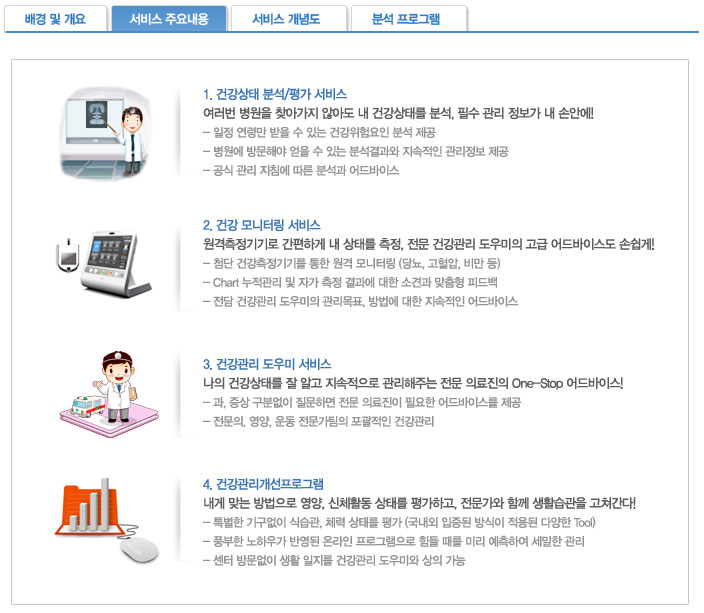 배경 및 개요
서비스 주요내용
서비스 개념도
분석 프로그램
1. 건강상태 분석/평가 서비스
여러번 병원을 찾아가지 않아도 내 건강상태를 분석, 필수 관리 정보가 내 손안에!
- 일정 연령만 받을 수 있는 건강위험요인 분석 제공
- 병원에 방문해야 얻을 수 있는 분석결과와 지속적인 관리정보 제공
- 공식 관리 지침에 따른 분석과 어드바이스
2. 건강 모니터링 서비스
원격측정기기로 간편하게 내 상태를 측정, 전문 건강관리 도우미의 고급 어드바이스도 손쉽게!
- 첨단 건강측정기기를 통한 원격 모니터링 (당뇨, 고혈압, 비만 등)
- Chart 누적관리 및 자가 측정 결과에 대한 소견과 맞춤형 피드백
- 전담 건강관리 도우미의 관리목표, 방법에 대한 지속적인 어드바이스
3. 건강관리 도우미 서비스
나의 건강상태를 잘 알고 지속적으로 관리해주는 전문 의료진의 One-Stop 어드바이스!
- 과, 증상 구분없이 질문하면 전문 의료진이 필요한 어드바이스를 제공
- 전문의, 영양, 운동 전문가팀의 포괄적인 건강관리
4. 건강관리개선프로그램
내게 맞는 방법으로 영양, 신체활동 상태를 평가하고, 전문가와 함께 생활습관을 고쳐간다!
- 특별한 기구없이 식습관, 체력 상태를 평가 (국내외 입증된 방식이 적용된 다양한 Tool)
- 풍부한 노하우가 반영된 온라인 프로그램으로 힘들 때를 미리 예측하여 세밀한 관리
- 센터 방문없이 생활 일지를 건강관리 도우미와 상의 가능